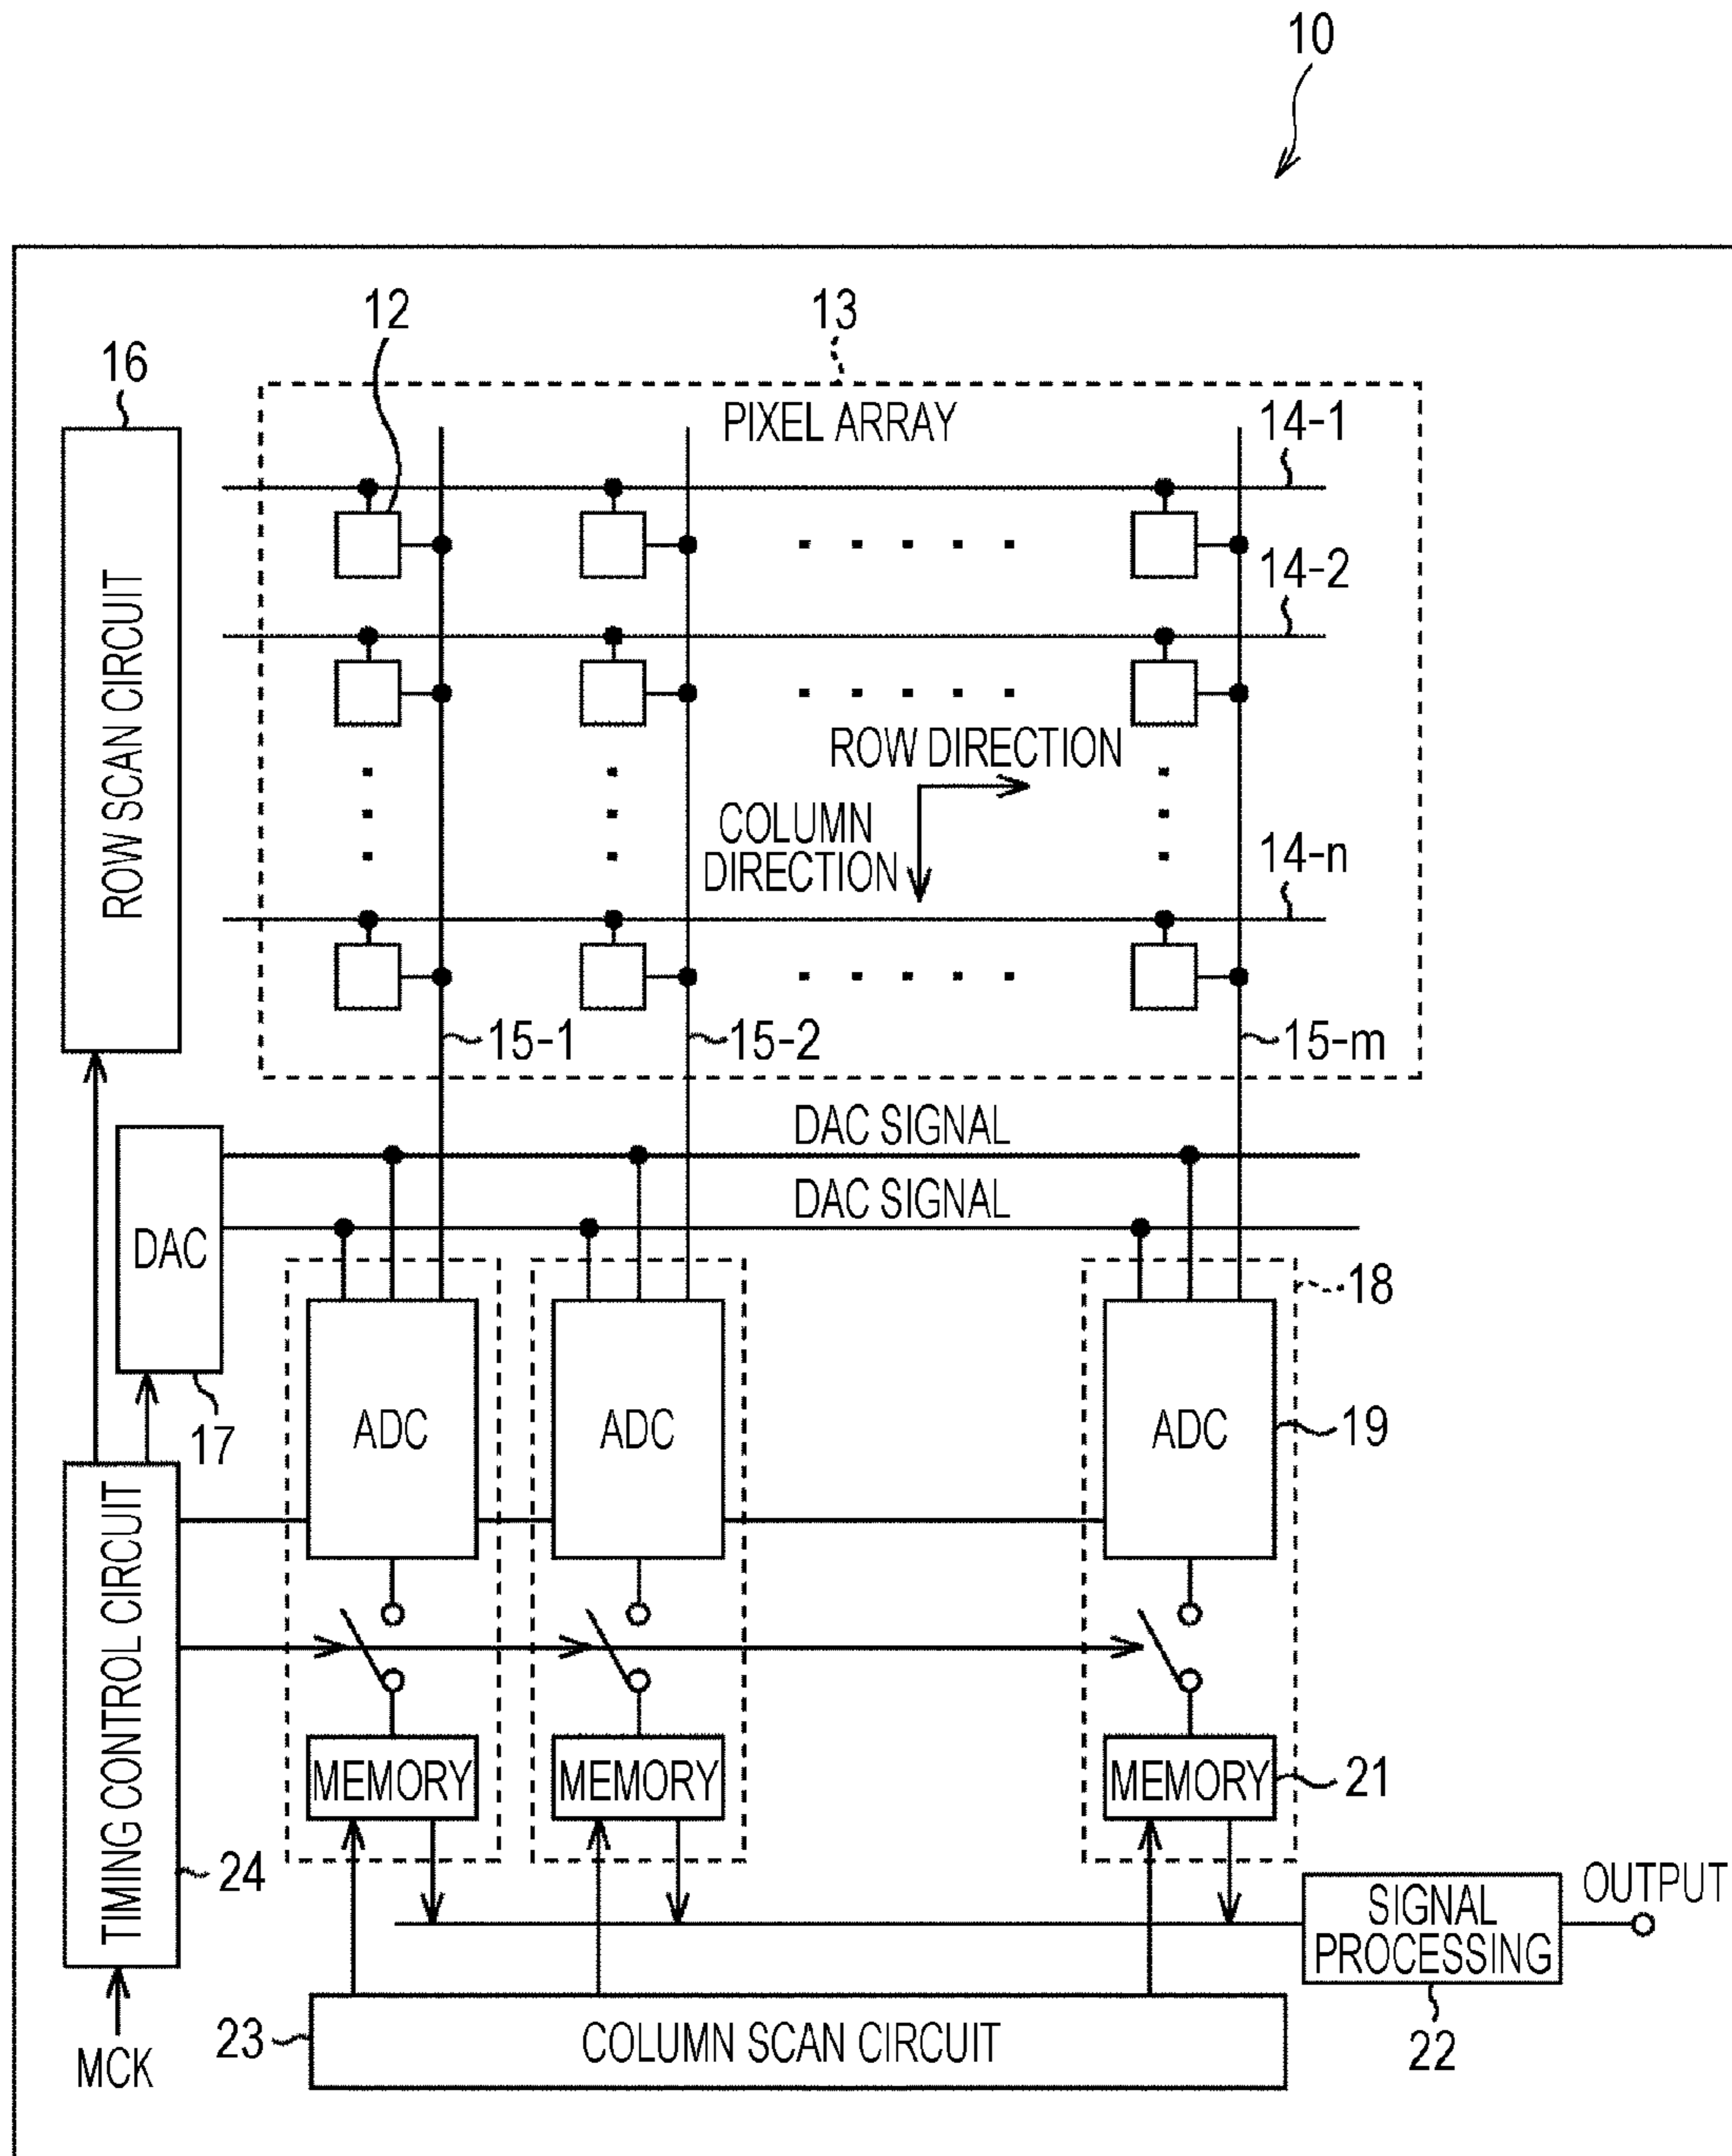 10
12
13
16
PIXEL ARRAY
14-1
14-2
ROW SCAN CIRCUIT
ROW DIRECTION
COLUMN
DIRECTION
14-n
15-1
15-2
15-m
DAC SIGNAL
DAC SIGNAL
DAC
17
18
ADC
ADC
ADC
19
TIMING CONTROL CIRCUIT
24
MEMORY
MEMORY
MEMORY
21
SIGNAL
PROCESSING
22
OUTPUT
MCK
23
COLUMN SCAN CIRCUIT